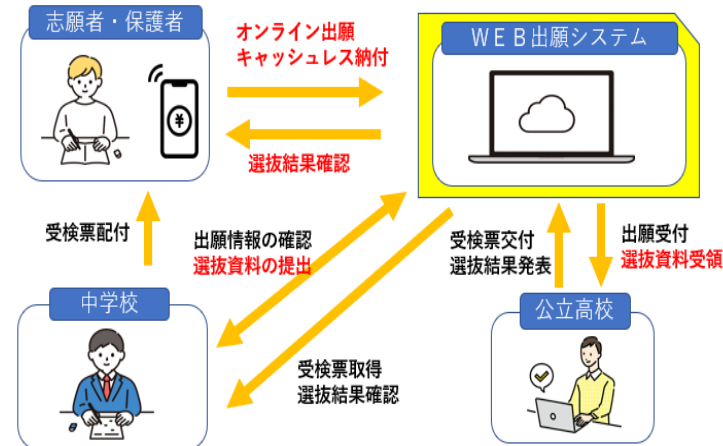 志願者・保護者
オンライン出願
キャッシュレス納付
ＷＥＢ出願システム
¥
選抜結果確認
受検票配付
出願情報の確認
選抜資料の提出
受検票交付
選抜結果発表
出願受付
選抜資料受領
中学校
公立高校
受検票取得
選抜結果確認